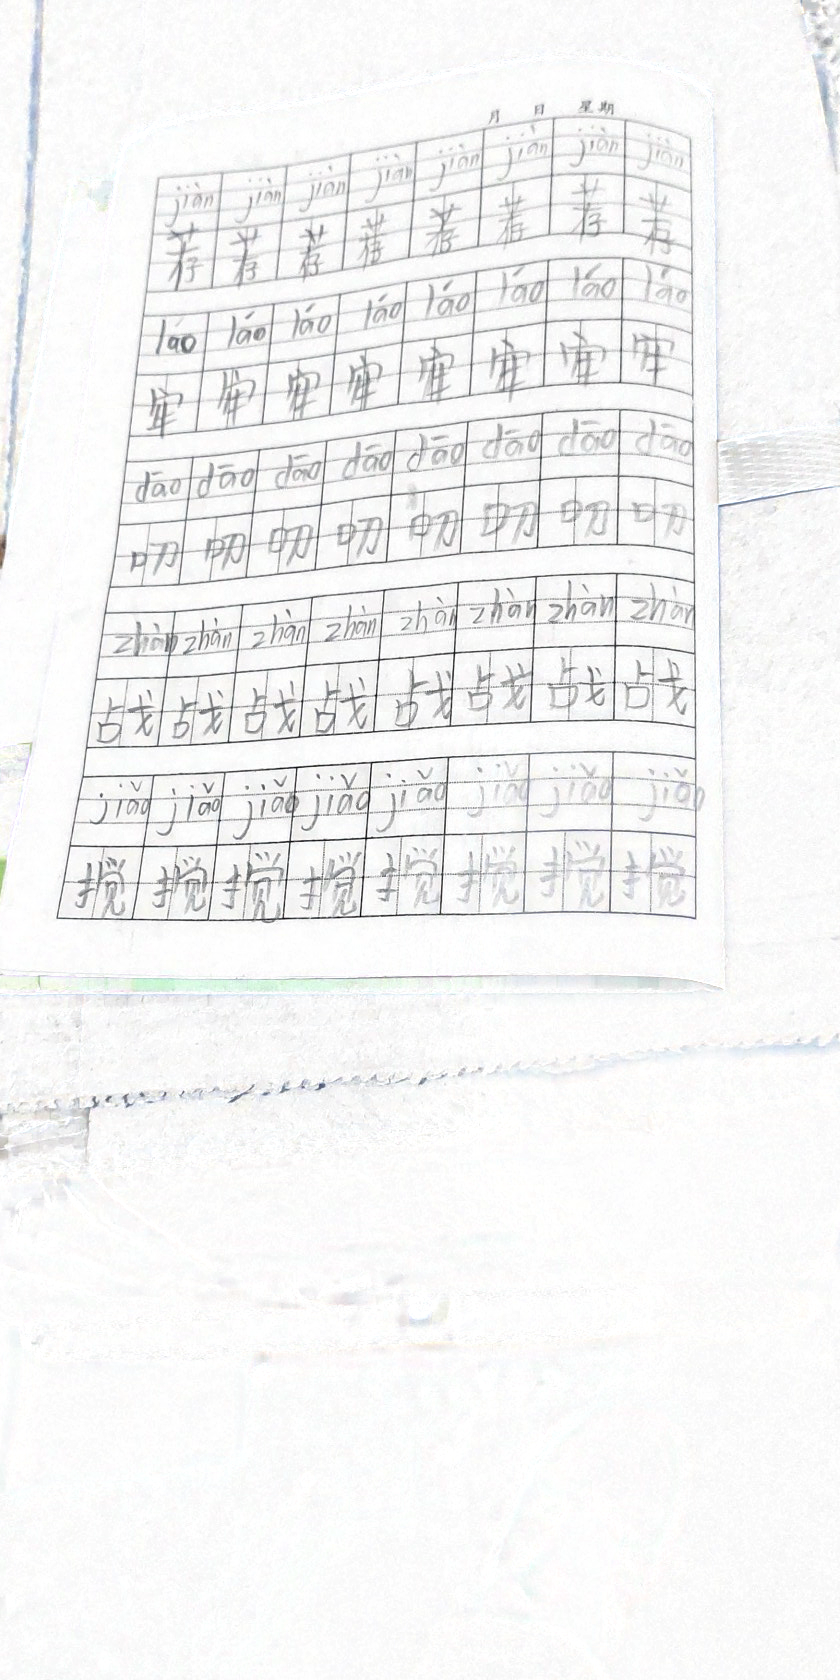 月 日 星期
jiàn jiàn jiàn jiàn jiàn jiàn jiàn jiàn
荐 荐 荐 荐 荐 荐 荐 荐
láo láo láo láo láo láo láo láo
牢 牢 牢 牢 牢 牢 牢 牢
dāo dāo dāo dāo dāo dāo dāo dāo
叨 叨 叨 叨 叨 叨 叨 叨
zhàn zhàn zhàn zhàn zhàn zhàn zhàn zhàn
战 战 战 战 战 战 战 战
jiǎo jiǎo jiǎo jiǎo jiǎo jiǎo jiǎo jiǎo
搅 搅 搅 搅 搅 搅 搅 搅